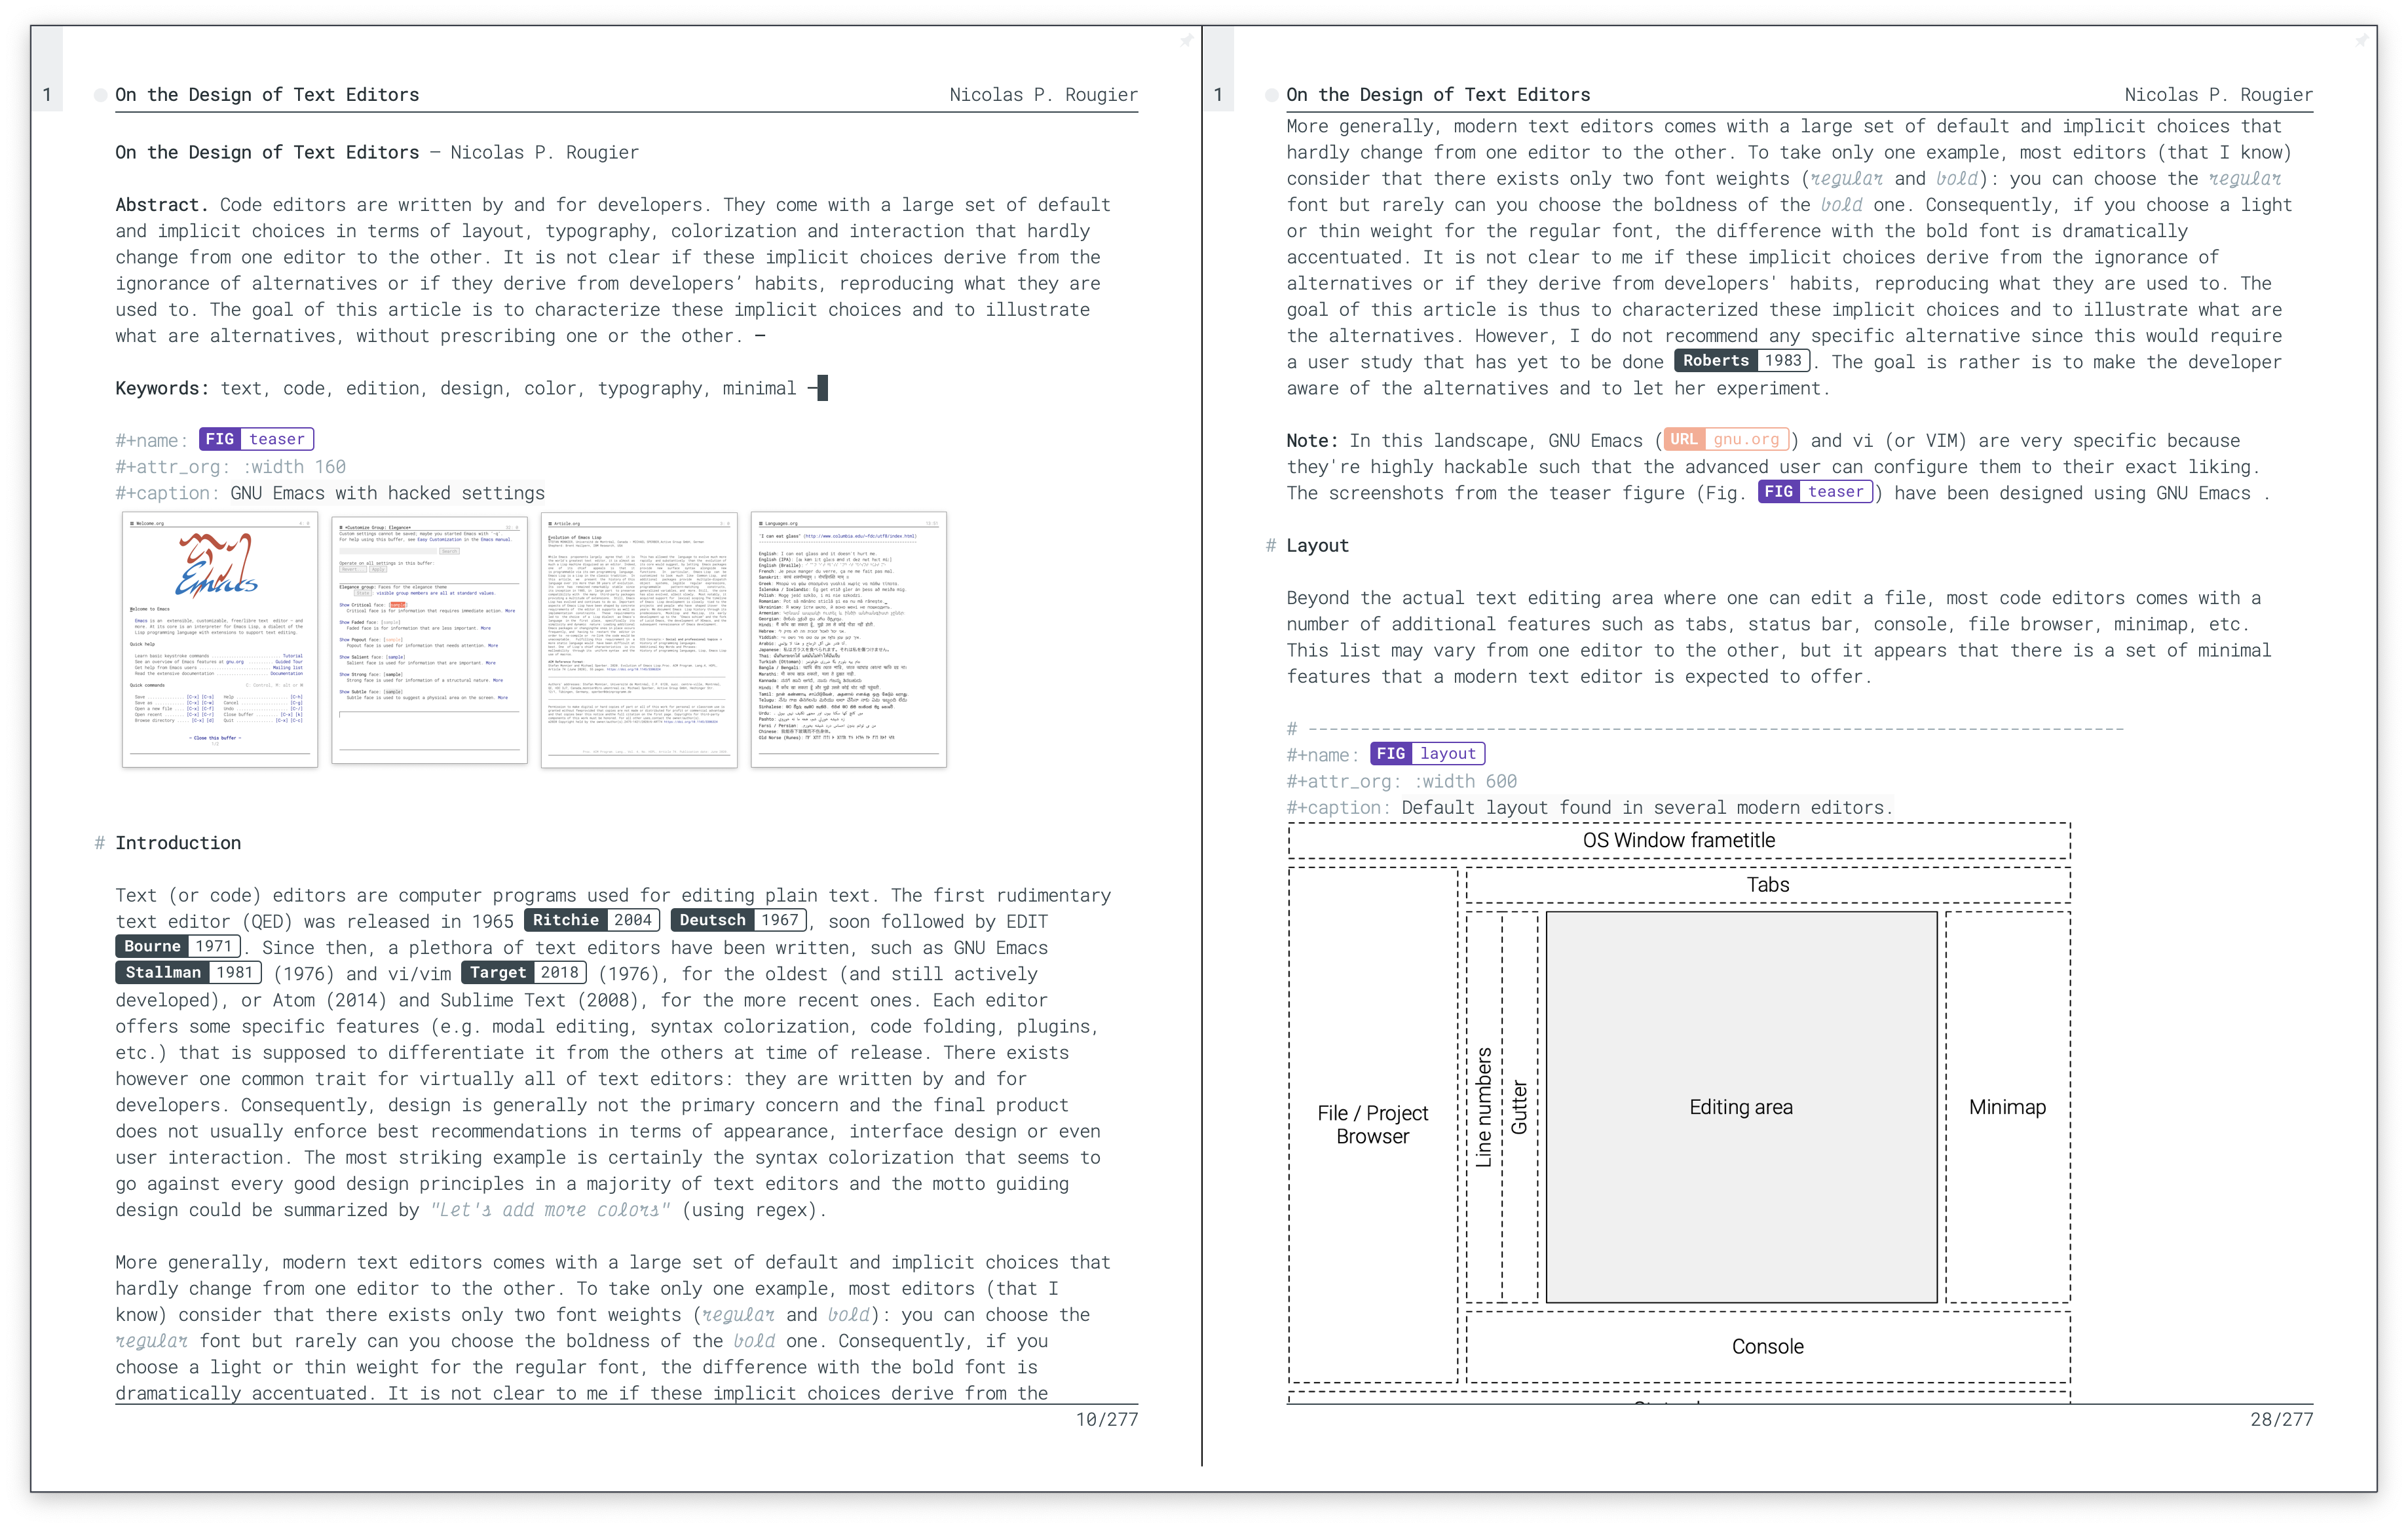 1
On the Design of Text Editors
Nicolas P. Rougier
On the Design of Text Editors – Nicolas P. Rougier
Abstract. Code editors are written by and for developers. They come with a large set of default
and implicit choices in terms of layout, typography, colorization and interaction that hardly
change from one editor to the other. It is not clear if these implicit choices derive from the
ignorance of alternatives or if they derive from developers’ habits, reproducing what they are
used to. The goal of this article is to characterize these implicit choices and to illustrate
what are alternatives, without prescribing one or the other. —
Keywords: text, code, edition, design, color, typography, minimal —
#+name: FIG teaser
#+attr_org: :width 160
#+caption: GNU Emacs with hacked settings
Welcome.org
Emacs
Welcome to Emacs
Quick help
Quick commands
*Customize Group: Elegance*
Article.org
Evolution of Emacs Lisp
Languages.org
# Introduction
Text (or code) editors are computer programs used for editing plain text. The first rudimentary
text editor (QED) was released in 1965 Ritchie 2004 Deutsch 1967, soon followed by EDIT
Bourne 1971. Since then, a plethora of text editors have been written, such as GNU Emacs
Stallman 1981 (1976) and vi/vim Target 2018 (1976), for the oldest (and still actively
developed), or Atom (2014) and Sublime Text (2008), for the more recent ones. Each editor
offers some specific features (e.g. modal editing, syntax colorization, code folding, plugins,
etc.) that is supposed to differentiate it from the others at time of release. There exists
however one common trait for virtually all of text editors: they are written by and for
developers. Consequently, design is generally not the primary concern and the final product
does not usually enforce best recommendations in terms of appearance, interface design or even
user interaction. The most striking example is certainly the syntax colorization that seems to
go against every good design principles in a majority of text editors and the motto guiding
design could be summarized by "Let's add more colors" (using regex).
More generally, modern text editors comes with a large set of default and implicit choices that
hardly change from one editor to the other. To take only one example, most editors (that I
know) consider that there exists only two font weights (regular and bold): you can choose the
regular font but rarely can you choose the boldness of the bold one. Consequently, if you
choose a light or thin weight for the regular font, the difference with the bold font is
dramatically accentuated. It is not clear to me if these implicit choices derive from the
10/277
1
On the Design of Text Editors
Nicolas P. Rougier
More generally, modern text editors comes with a large set of default and implicit choices that
hardly change from one editor to the other. To take only one example, most editors (that I know)
consider that there exists only two font weights (regular and bold): you can choose the regular
font but rarely can you choose the boldness of the bold one. Consequently, if you choose a light
or thin weight for the regular font, the difference with the bold font is dramatically
accentuated. It is not clear to me if these implicit choices derive from the ignorance of
alternatives or if they derive from developers' habits, reproducing what they are used to. The
goal of this article is thus to characterized these implicit choices and to illustrate what are
the alternatives. However, I do not recommend any specific alternative since this would require
a user study that has yet to be done Roberts 1983. The goal is rather is to make the developer
aware of the alternatives and to let her experiment.
Note: In this landscape, GNU Emacs (URL gnu.org) and vi (or VIM) are very specific because
they're highly hackable such that the advanced user can configure them to their exact liking.
The screenshots from the teaser figure (Fig. FIG teaser) have been designed using GNU Emacs .
# Layout
Beyond the actual text editing area where one can edit a file, most code editors comes with a
number of additional features such as tabs, status bar, console, file browser, minimap, etc.
This list may vary from one editor to the other, but it appears that there is a set of minimal
features that a modern text editor is expected to offer.
# ------------------------------------------------------------------------------
#+name: FIG layout
#+attr_org: :width 600
#+caption: Default layout found in several modern editors.
OS Window frametitle
Tabs
File / Project
Browser
Line numbers
Gutter
Editing area
Minimap
Console
28/277